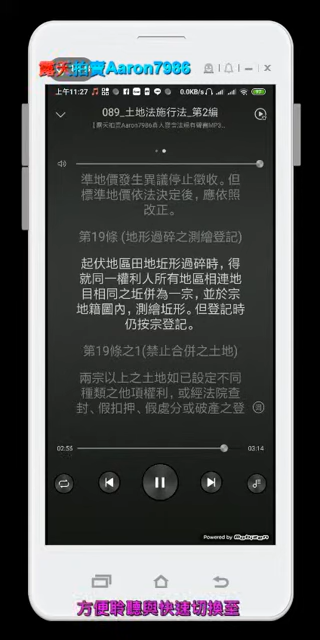 露天拍賣Aaron7986
上午11:27
0.0KB/s
089_土地法施行法_第2編
準地價發生異議停止徵收。但
標準地價依法決定後，應依照
改正。
第19條 (地形過碎之測繪登記)
起伏地區田地坵形過碎時，得
就同一權利人所有地區相連地
目相同之坵併為一宗，並於宗
地籍圖內，測繪坵形。但登記時
仍按宗登記。
第19條之1(禁止合併之土地)
兩宗以上之土地如已設定不同
種類之他項權利，或經法院查
封、假扣押、假處分或破產之登
02:55
03:14
Powered by
方便聆聽與快速切換至